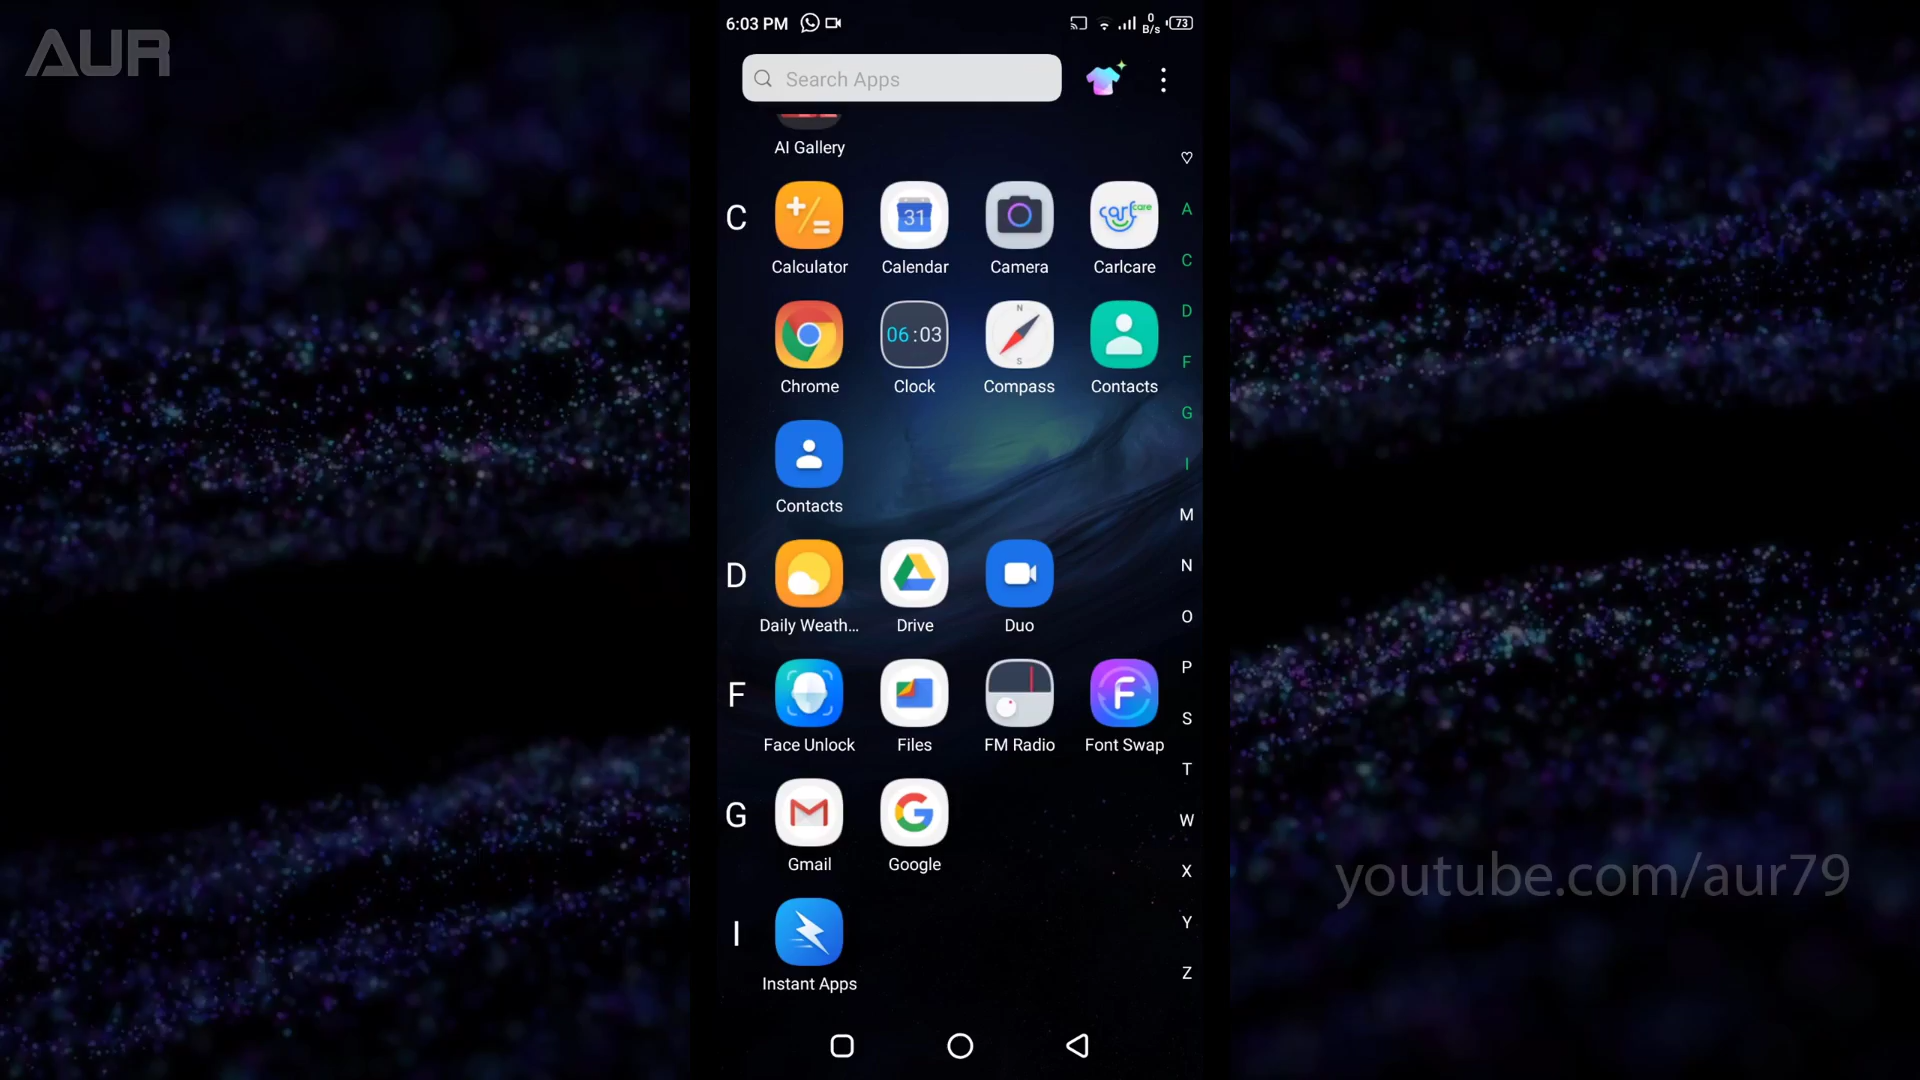 AUR
6:03 PM
0
B/s
73
Search Apps
AI Gallery
♡
A
C
31
carlcare
Calculator
Calendar
Camera
Carlcare
C
D
06:03
N
S
F
Chrome
Clock
Compass
Contacts
G
I
Contacts
M
N
D
Daily Weath...
Drive
Duo
O
P
F
F
Face Unlock
Files
FM Radio
Font Swap
S
T
G
G
Gmail
Google
W
X
youtube.com/aur79
I
Instant Apps
Y
Z